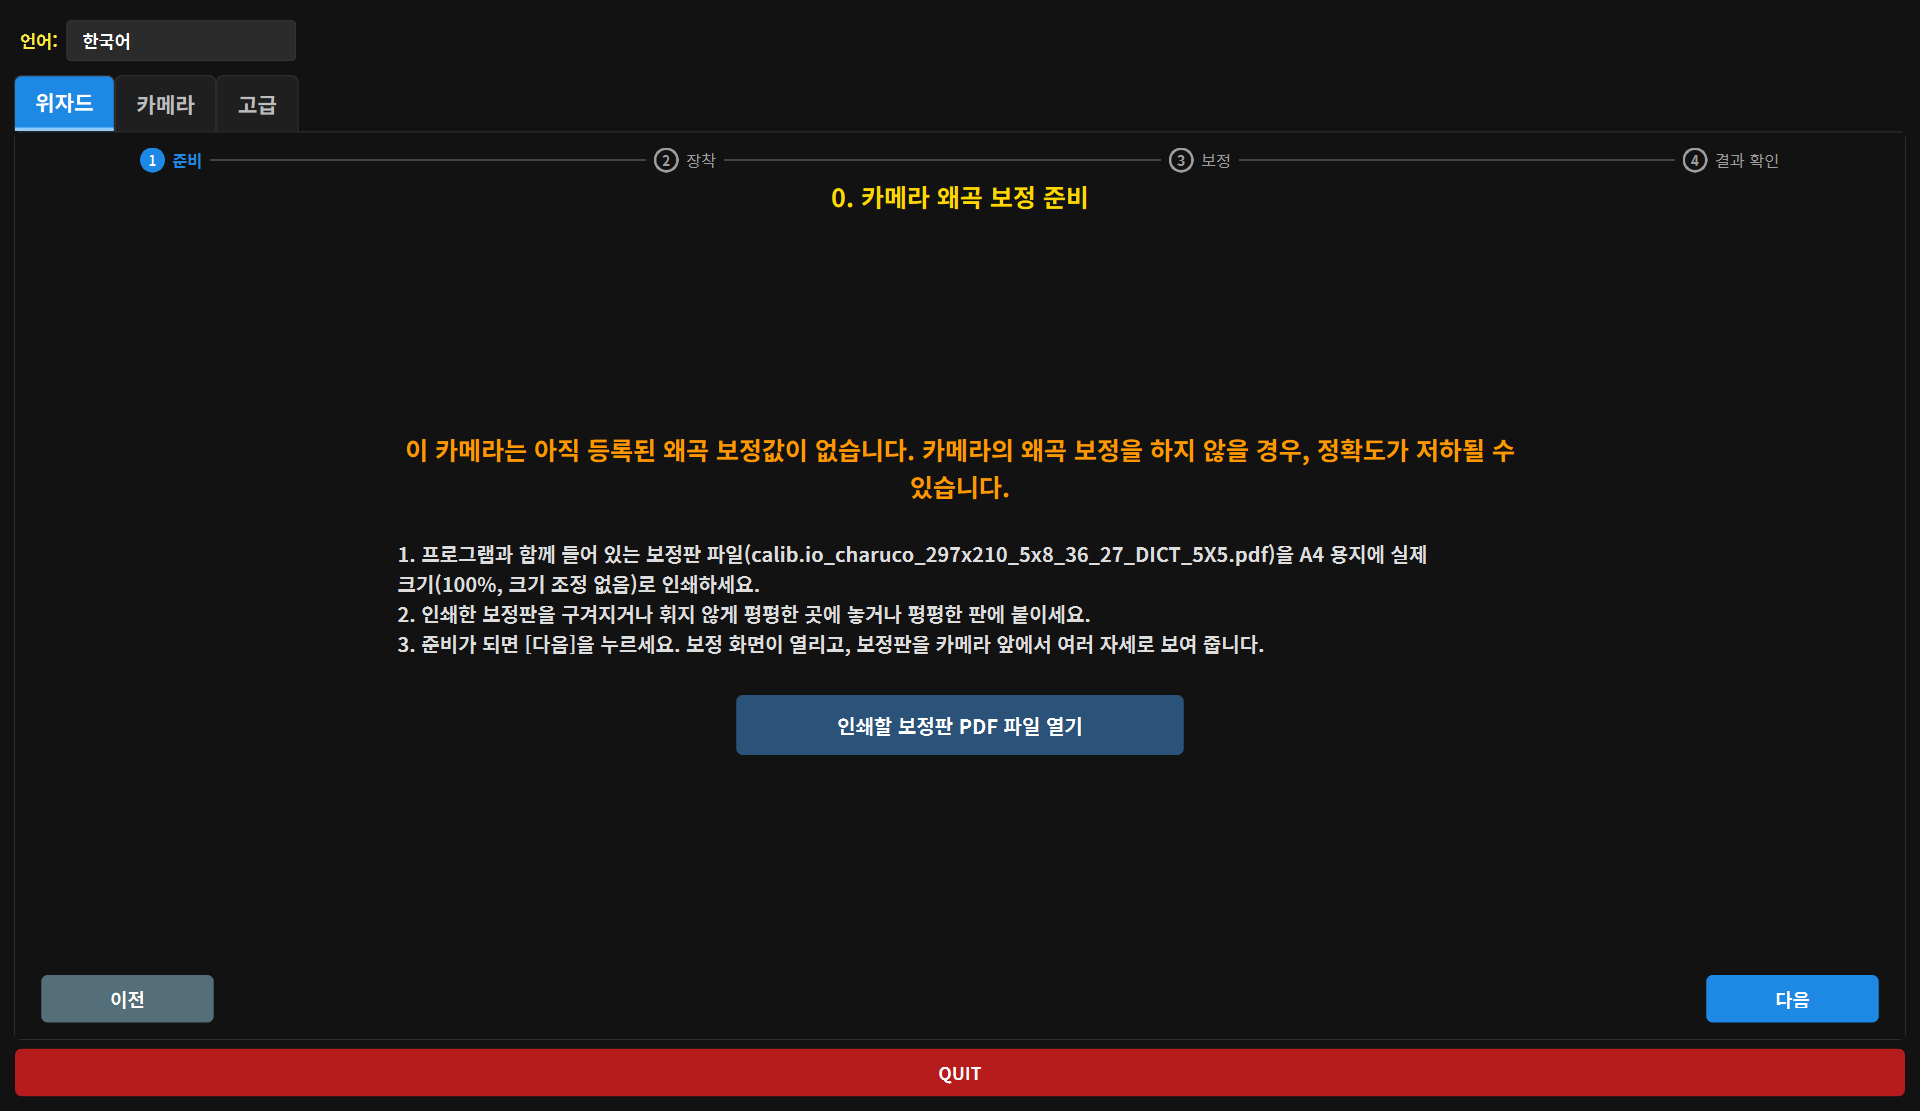 언어: 한국어
위자드 카메라 고급
1 준비 2 장착 3 보정 4 결과 확인
0. 카메라 왜곡 보정 준비
이 카메라는 아직 등록된 왜곡 보정값이 없습니다. 카메라의 왜곡 보정을 하지 않을 경우, 정확도가 저하될 수
있습니다.
1. 프로그램과 함께 들어 있는 보정판 파일(calib.io_charuco_297x210_5x8_36_27_DICT_5X5.pdf)을 A4 용지에 실제
크기(100%, 크기 조정 없음)로 인쇄하세요.
2. 인쇄한 보정판을 구겨지거나 휘지 않게 평평한 곳에 놓거나 평평한 판에 붙이세요.
3. 준비가 되면 [다음]을 누르세요. 보정 화면이 열리고, 보정판을 카메라 앞에서 여러 자세로 보여 줍니다.
인쇄할 보정판 PDF 파일 열기
이전 다음
QUIT